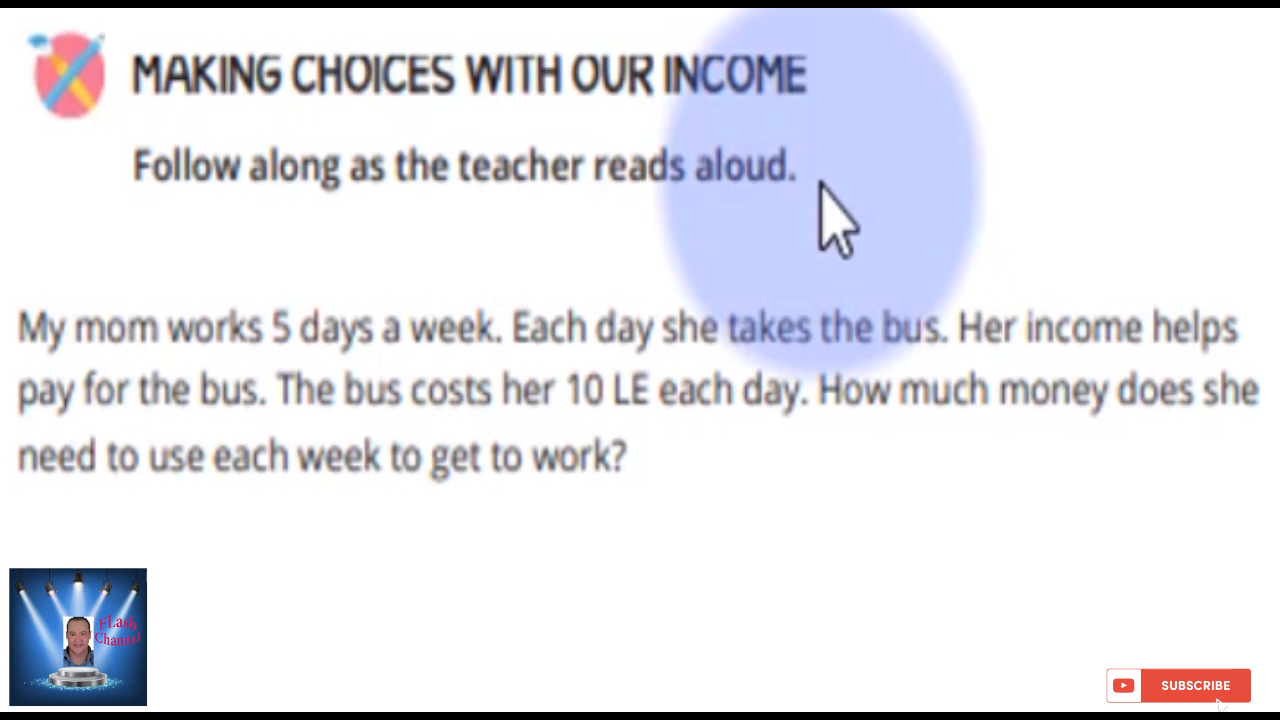 MAKING CHOICES WITH OUR INCOME
Follow along as the teacher reads aloud.
My mom works 5 days a week. Each day she takes the bus. Her income helps
pay for the bus. The bus costs her 10 LE each day. How much money does she
need to use each week to get to work?
FLash
Channel
SUBSCRIBE